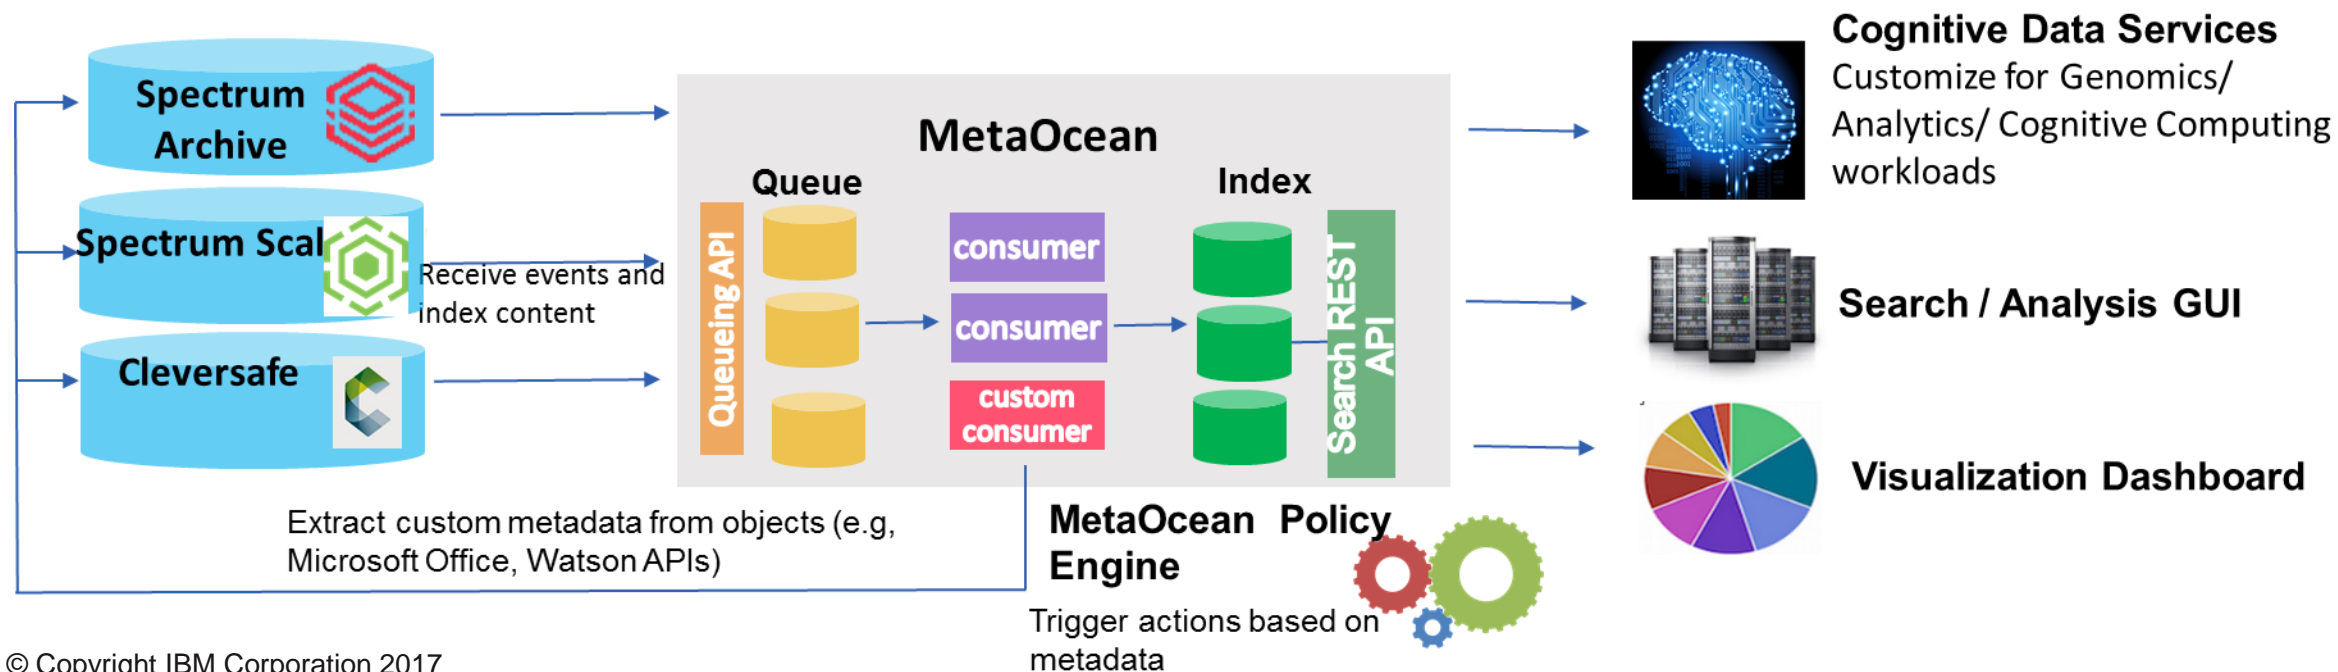 Spectrum
Archive
Spectrum Scal
Receive events and
index content
Cleversafe
MetaOcean
Queue
Index
Queueing API
consumer
consumer
custom
consumer
Search REST
API
Extract custom metadata from objects (e.g,
Microsoft Office, Watson APIs)
MetaOcean Policy
Engine
Trigger actions based on
metadata
Cognitive Data Services
Customize for Genomics/
Analytics/ Cognitive Computing
workloads
Search / Analysis GUI
Visualization Dashboard
© Copyright IBM Corporation 2017